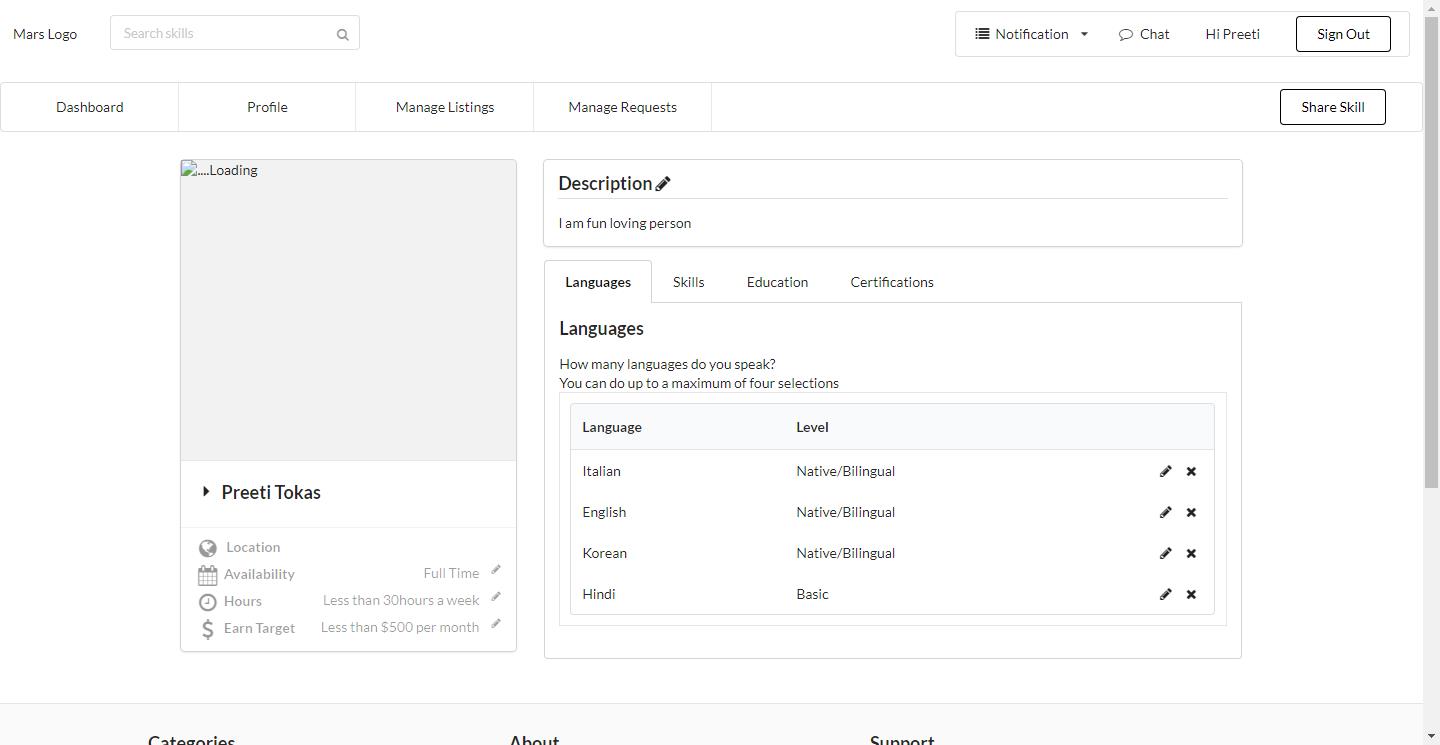 Mars Logo
Search skills
Notification
Chat
Hi Preeti
Sign Out
Dashboard
Profile
Manage Listings
Manage Requests
Share Skill
....Loading
Preeti Tokas
Location
Availability Full Time
Hours Less than 30hours a week
Earn Target Less than $500 per month
Description
I am fun loving person
Languages Skills Education Certifications
Languages
How many languages do you speak?
You can do up to a maximum of four selections
Language Level
Italian Native/Bilingual
English Native/Bilingual
Korean Native/Bilingual
Hindi Basic
Categories About Support